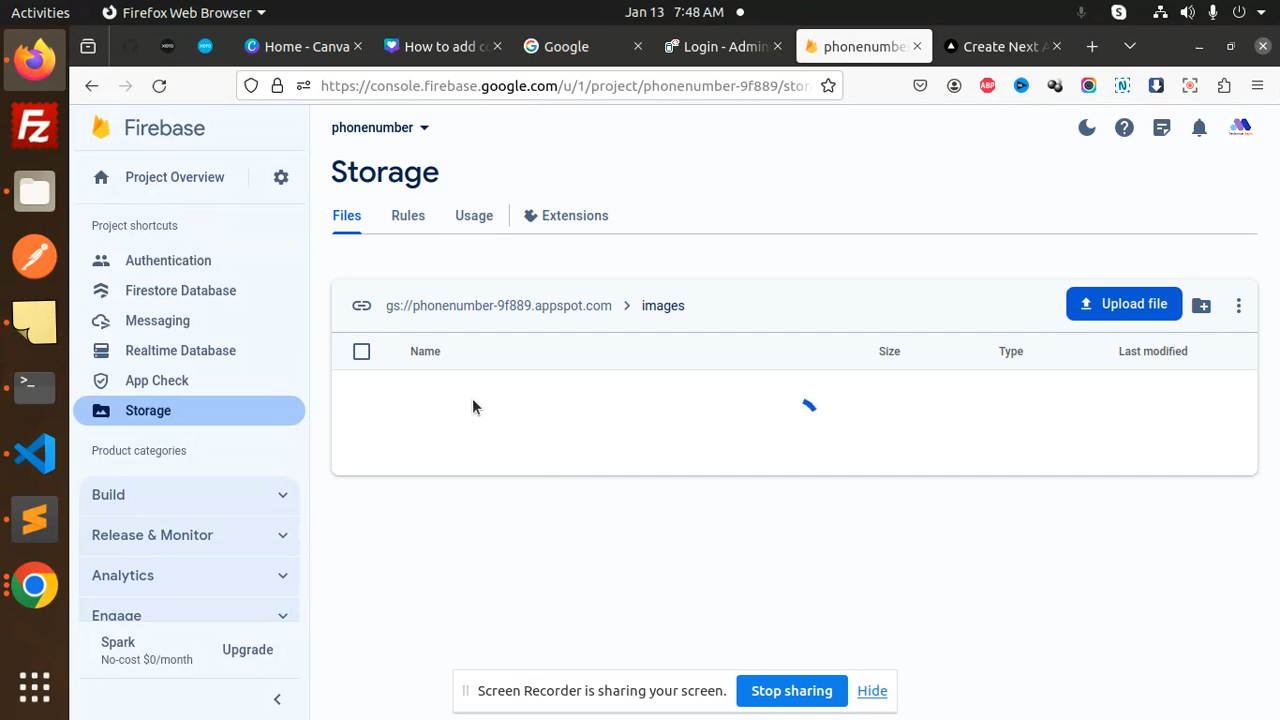 Activities
Firefox Web Browser
Jan 13 7:48 AM
XOTO
XOTO
Home - Canva
How to add co
Google
Login - Admin
phonenumbe
Create Next A
https://console.firebase.google.com/u/1/project/phonenumber-9f889/stor
ABP
Firebase
phonenumber
Project Overview
Storage
Files
Rules
Usage
Extensions
Project shortcuts
Authentication
Firestore Database
Messaging
Realtime Database
App Check
Storage
gs://phonenumber-9f889.appspot.com
images
Upload file
Name
Size
Type
Last modified
Product categories
Build
Release & Monitor
Analytics
Engage
Spark
No-cost $0/month
Upgrade
Screen Recorder is sharing your screen.
Stop sharing
Hide